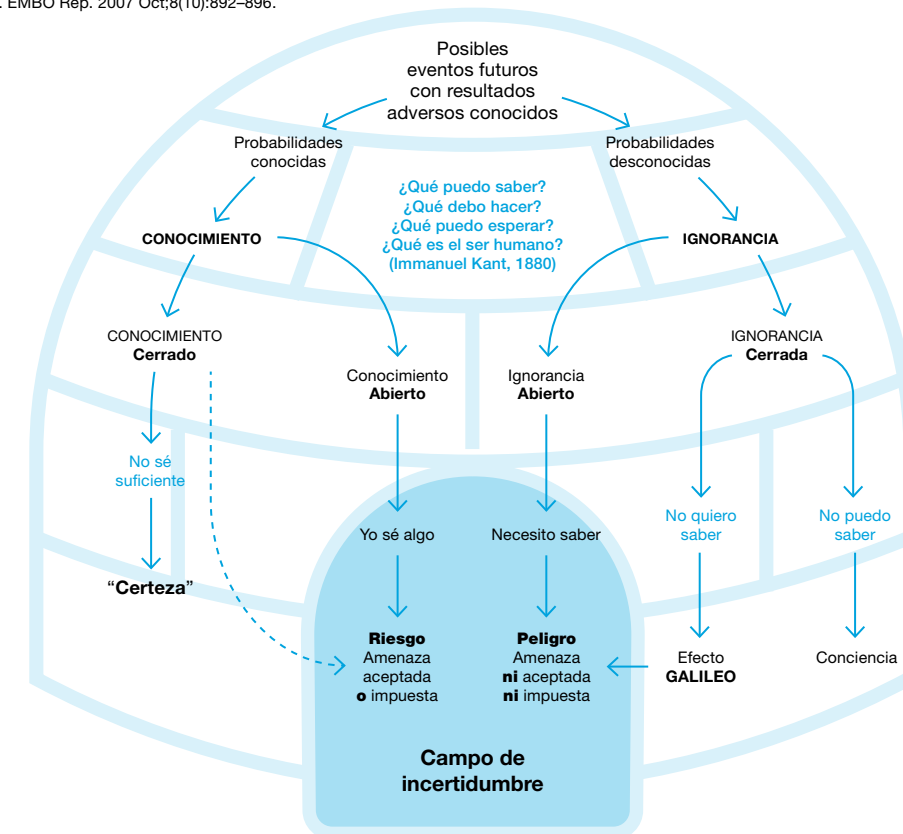 . EMBO Rep. 2007 Oct;8(10):892–896.
Posibles
eventos futuros
con resultados
adversos conocidos
Probabilidades
conocidas
Probabilidades
desconocidas
¿Qué puedo saber?
¿Qué debo hacer?
¿Qué puedo esperar?
¿Qué es el ser humano?
(Immanuel Kant, 1880)
CONOCIMIENTO
IGNORANCIA
CONOCIMIENTO
Cerrado
Conocimiento
Abierto
Ignorancia
Abierto
IGNORANCIA
Cerrada
No sé
suficiente
Yo sé algo
Necesito saber
No quiero
saber
No puedo
saber
“Certeza”
Riesgo
Amenaza
aceptada
o impuesta
Peligro
Amenaza
ni aceptada
ni impuesta
Efecto
GALILEO
Conciencia
Campo de
incertidumbre